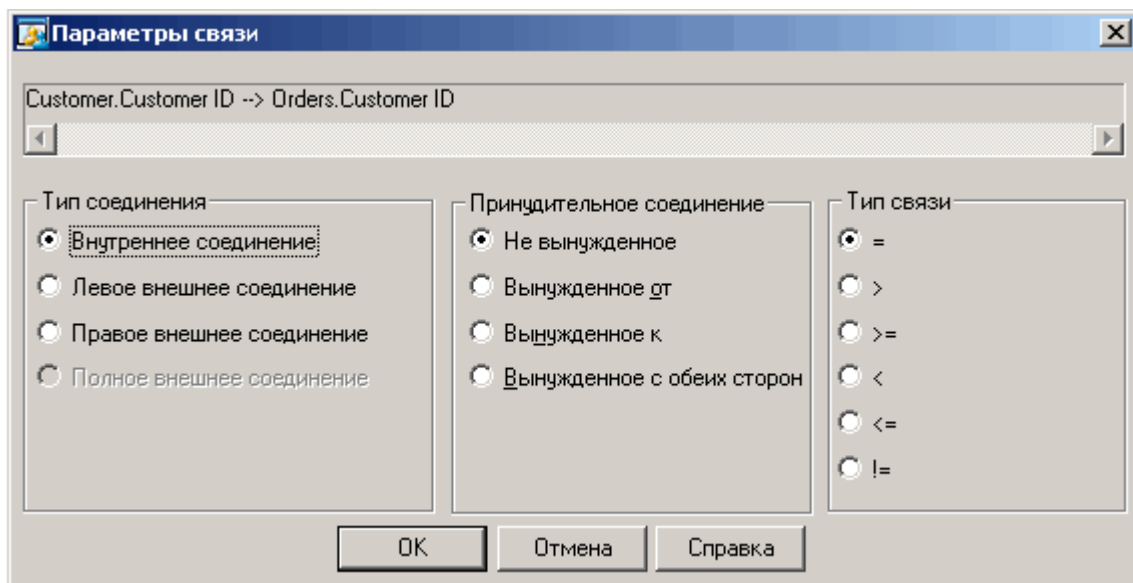 Параметры связи
Customer.Customer ID --> Orders.Customer ID
Тип соединения
Внутреннее соединение
Левое внешнее соединение
Правое внешнее соединение
Полное внешнее соединение
Принудительное соединение
Не вынужденное
Вынужденное от
Вынужденное к
Вынужденное с обеих сторон
Тип связи
=
>
>=
<
<=
!=
OK
Отмена
Справка